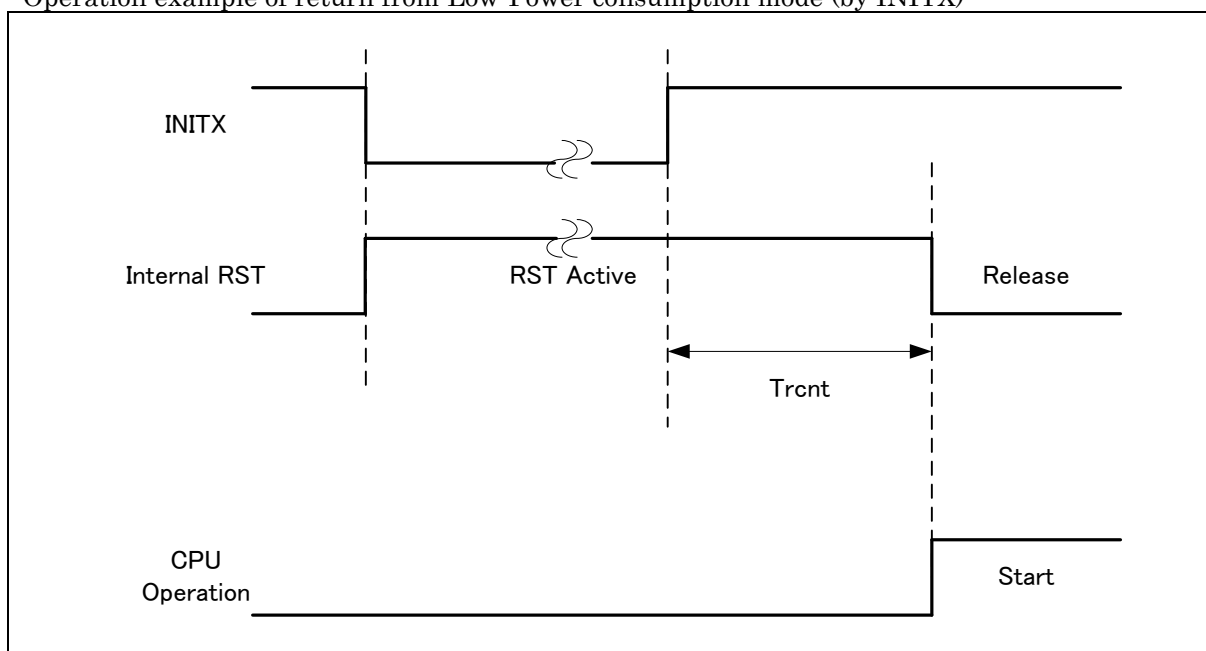 Operation example of return from Low Power consumption mode (by INITX)
INITX
Internal RST
RST Active
Release
Trcnt
CPU
Operation
Start